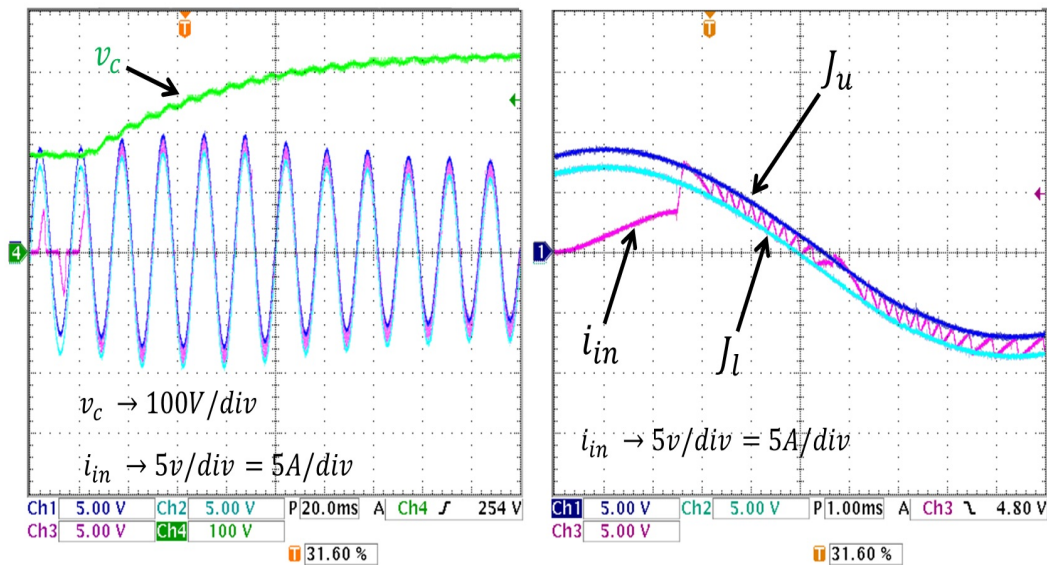 T
v_c
4
v_c → 100V/div
i_in → 5v/div = 5A/div
Ch1 5.00 V Ch2 5.00 V P 20.0ms A Ch4 254 V
Ch3 5.00 V Ch4 100 V
T 31.60 %
T
J_u
1
i_in
J_l
i_in → 5v/div = 5A/div
Ch1 5.00 V Ch2 5.00 V P 1.00ms A Ch3 4.80 V
Ch3 5.00 V
T 31.60 %